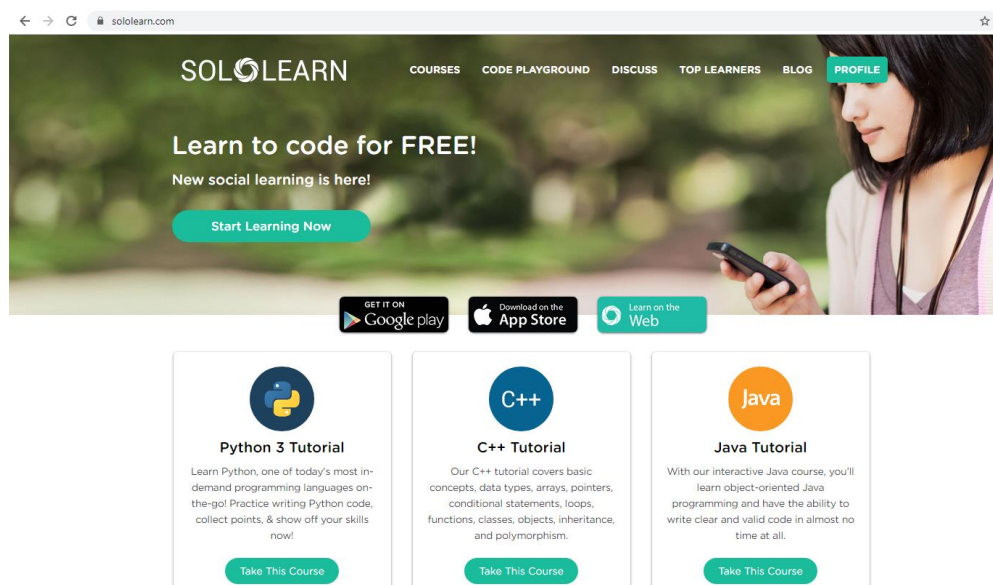 sololearn.com
SOLOLEARN
COURSES CODE PLAYGROUND DISCUSS TOP LEARNERS BLOG PROFILE
Learn to code for FREE!
New social learning is here!
Start Learning Now
GET IT ON
Google play
Download on the
App Store
Learn on the
Web
Python 3 Tutorial
Learn Python, one of today's most in-
demand programming languages on-
the-go! Practice writing Python code,
collect points, & show off your skills
now!
Take This Course
C++
C++ Tutorial
Our C++ tutorial covers basic
concepts, data types, arrays, pointers,
conditional statements, loops,
functions, classes, objects, inheritance,
and polymorphism.
Take This Course
Java
Java Tutorial
With our interactive Java course, you'll
learn object-oriented Java
programming and have the ability to
write clear and valid code in almost no
time at all.
Take This Course